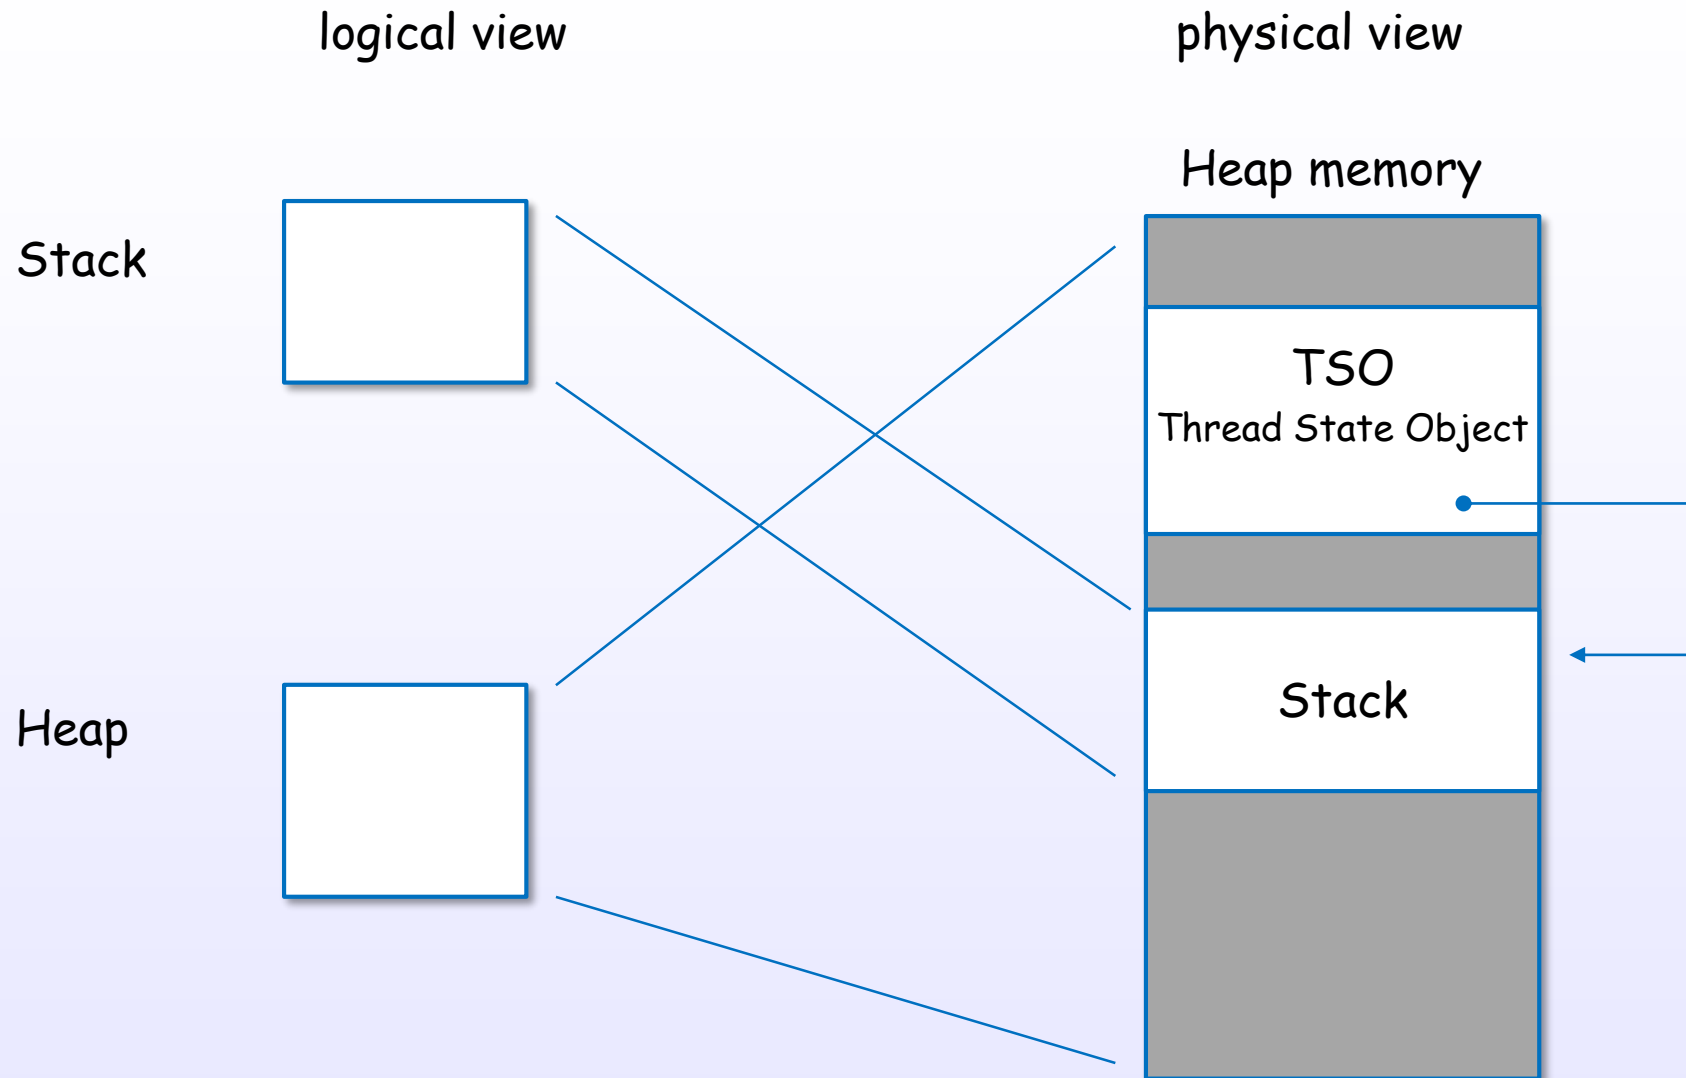 logical view
physical view
Heap memory
Stack
TSO
Thread State Object
Stack
Heap